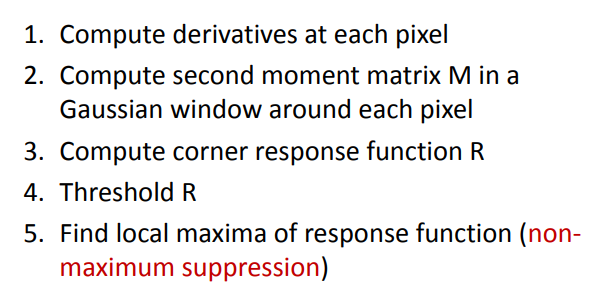 1. Compute derivatives at each pixel
2. Compute second moment matrix M in a
Gaussian window around each pixel
3. Compute corner response function R
4. Threshold R
5. Find local maxima of response function (non-
maximum suppression)